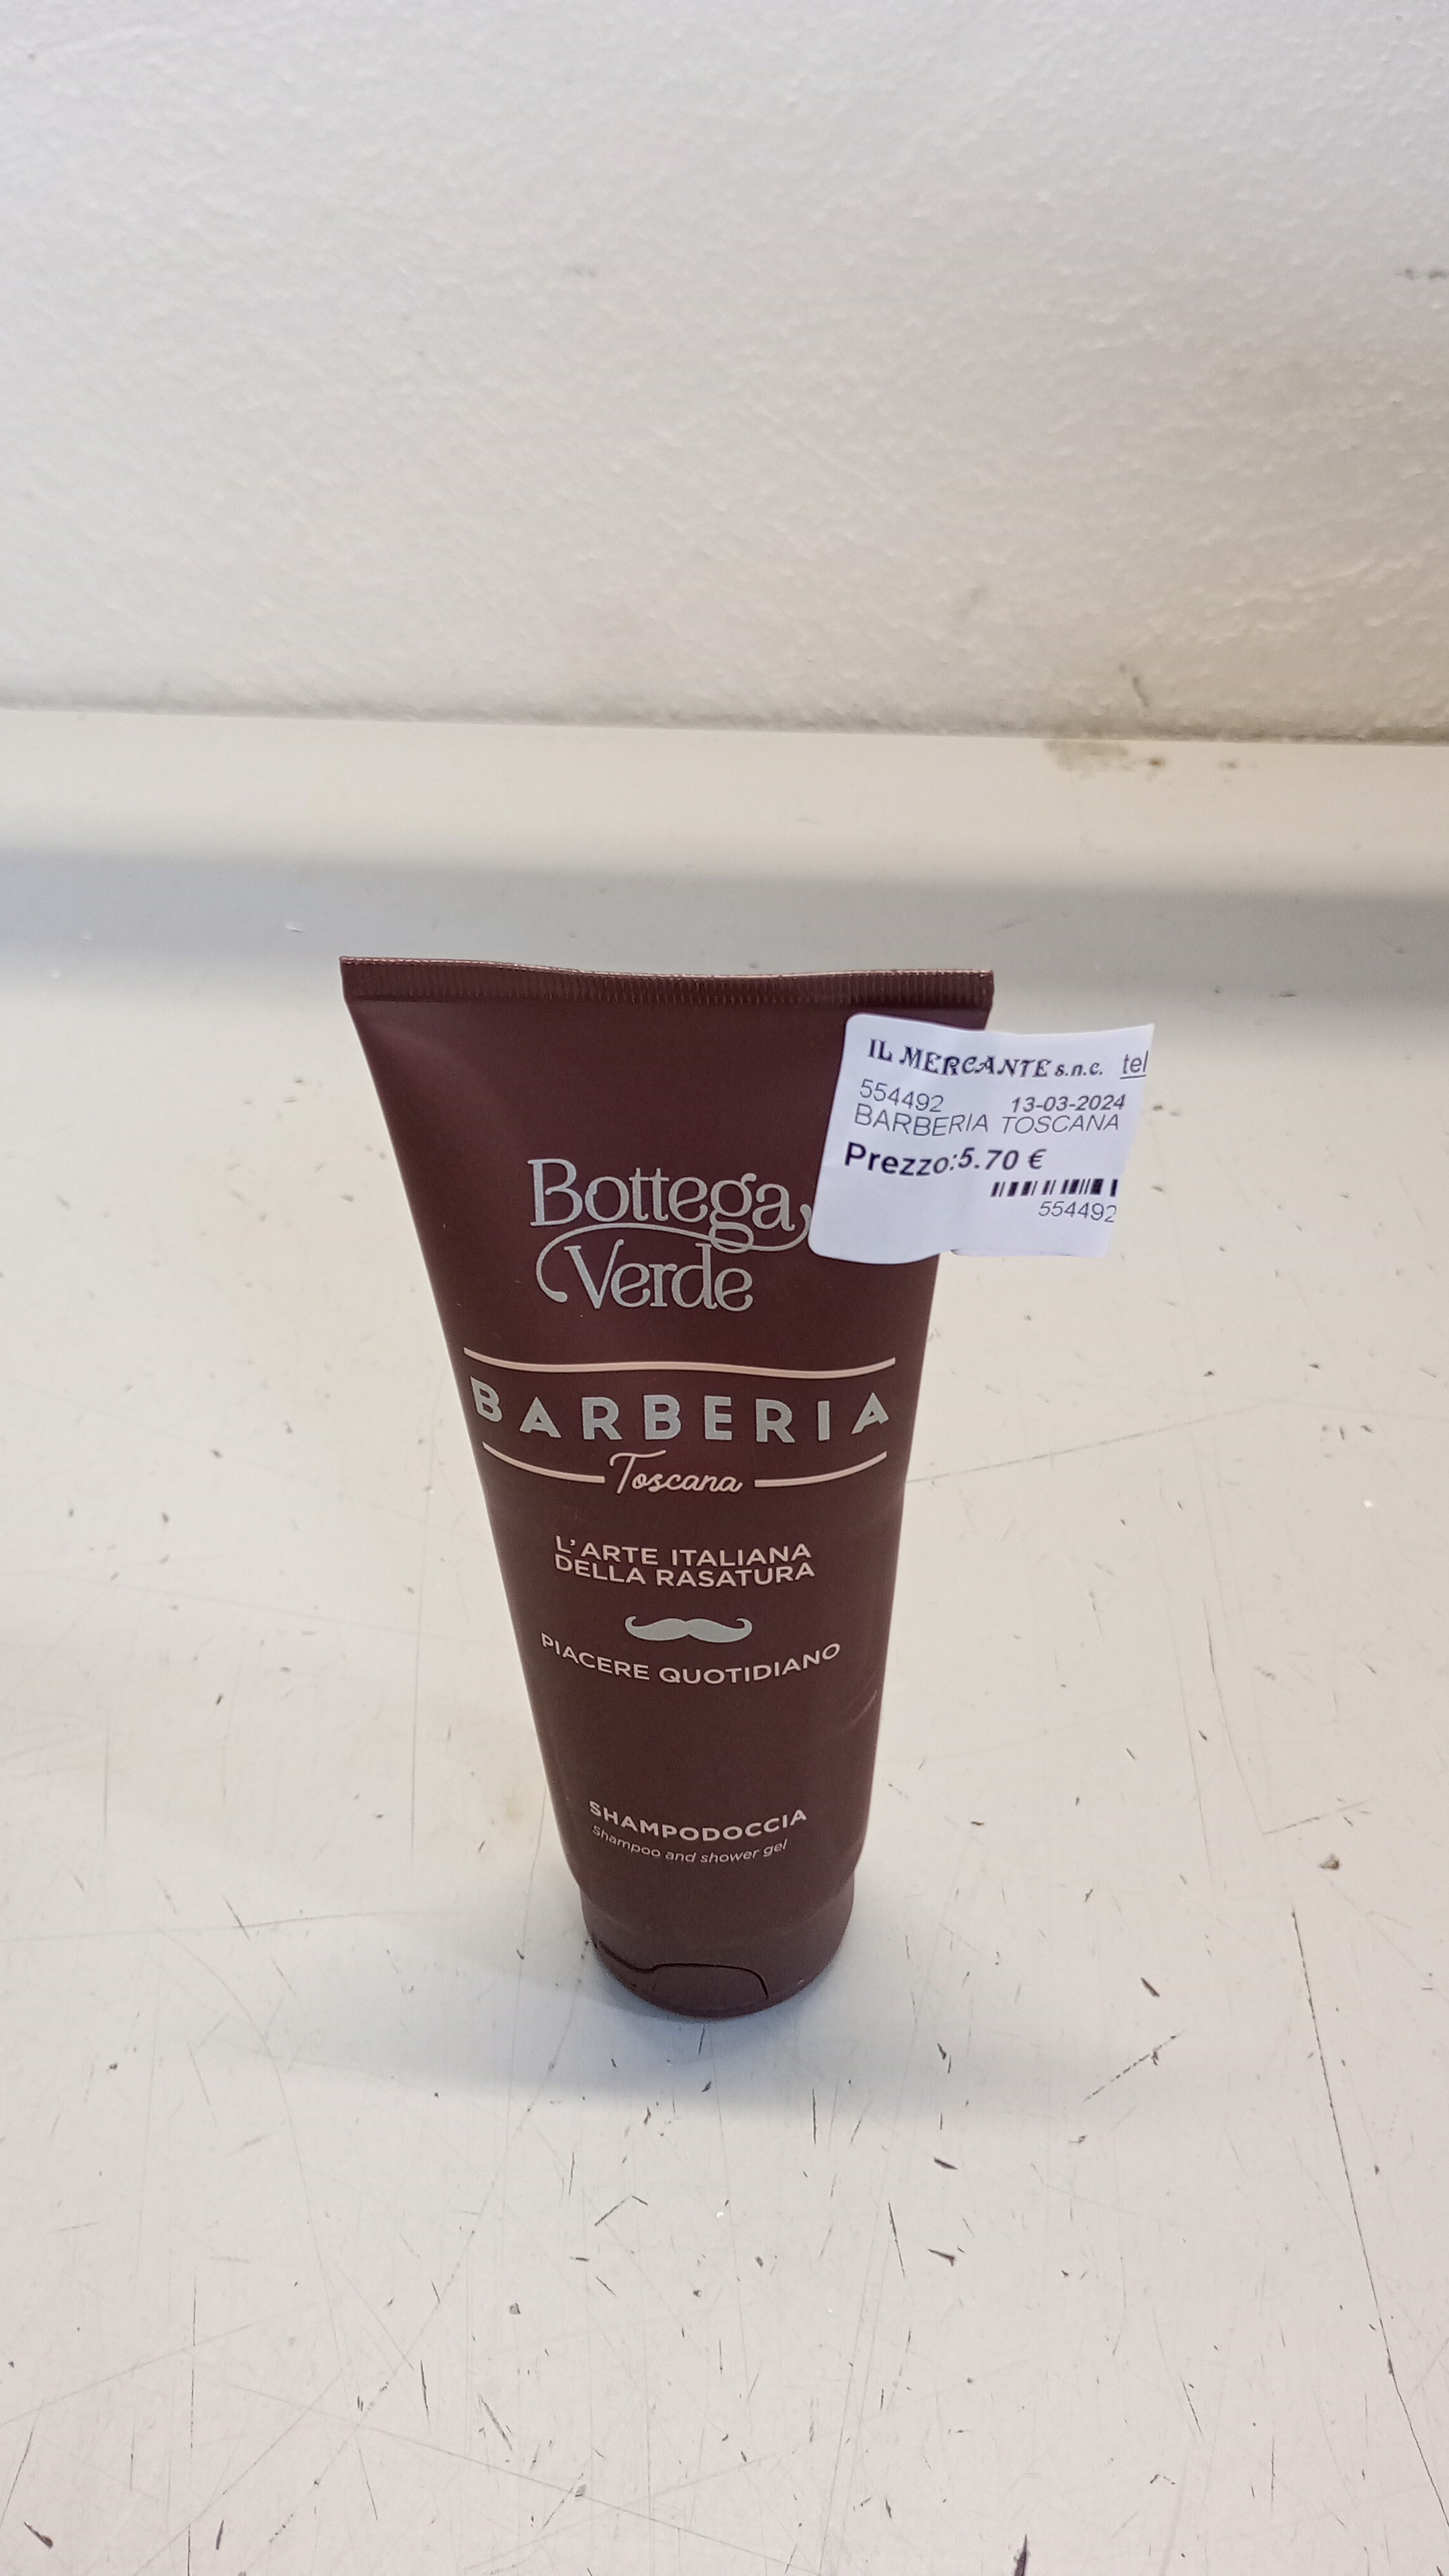 IL MERCANTE s.n.c. tel
554492 13-03-2024
BARBERIA TOSCANA
Prezzo:5.70 €
554492
Bottega
Verde
BARBERIA
Toscana
L'ARTE ITALIANA
DELLA RASATURA
PIACERE QUOTIDIANO
SHAMPODOCCIA
Shampoo and shower gel